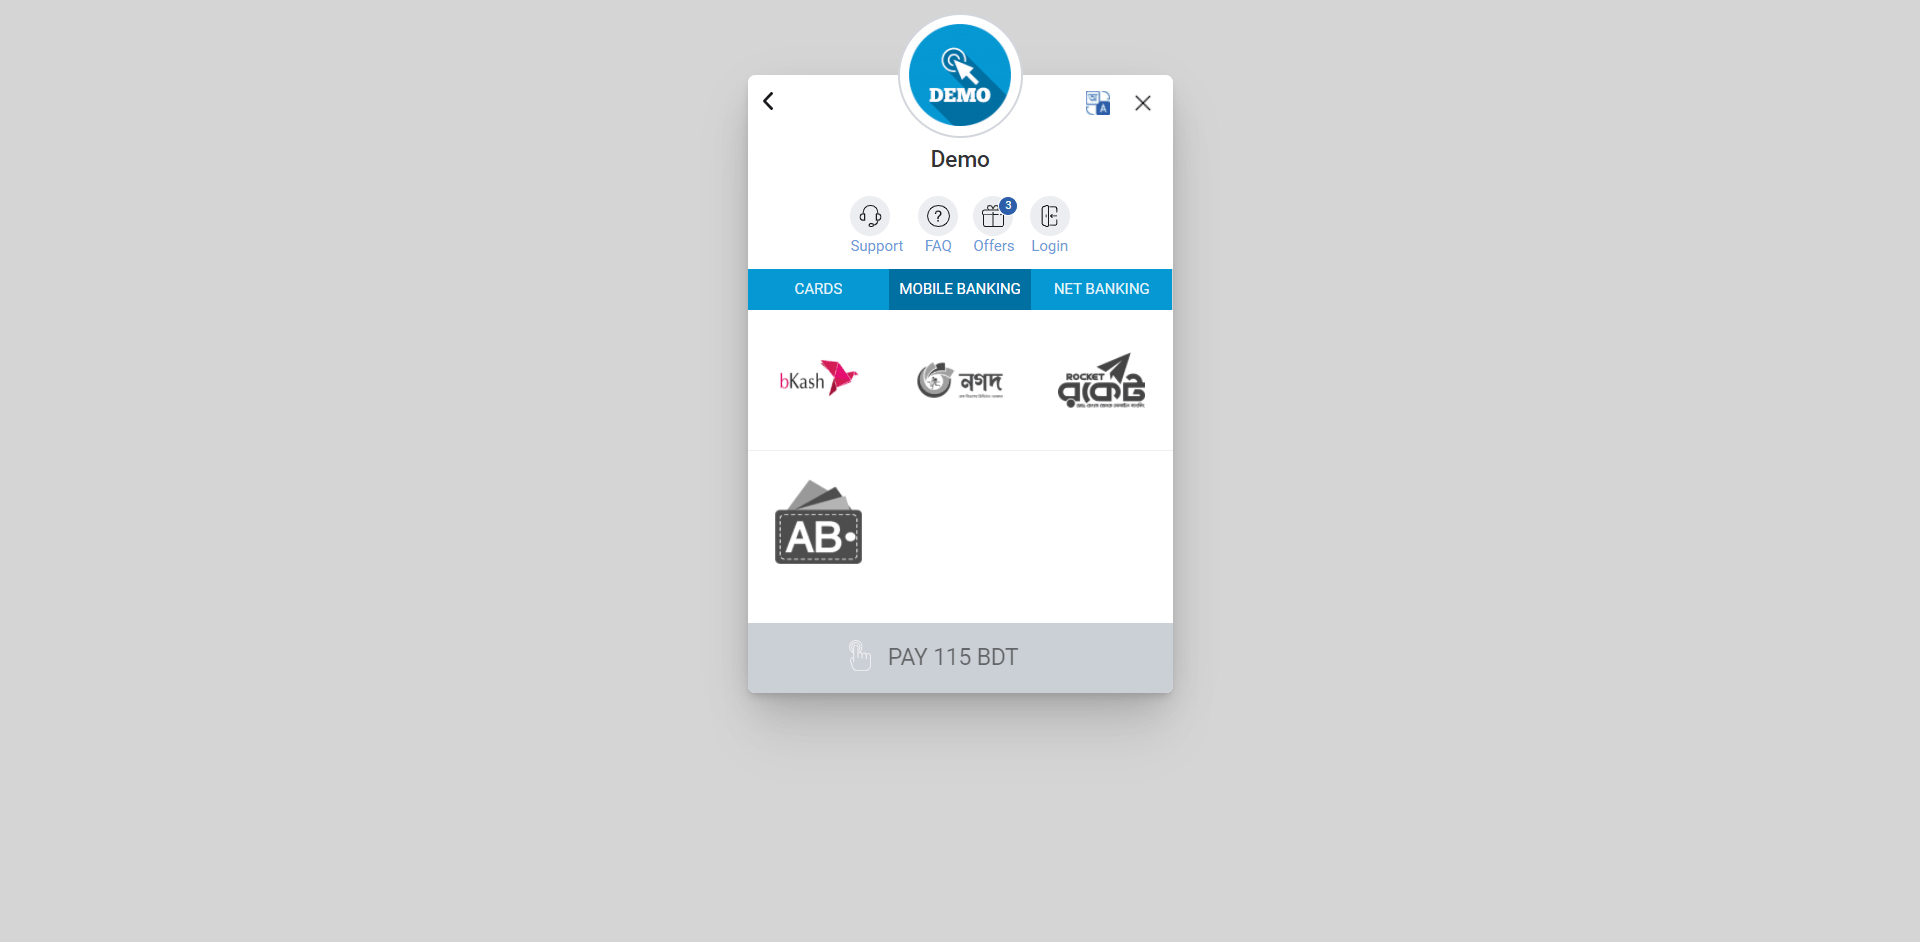 DEMO
অ
A
Demo
3
?
Support
FAQ
Offers
Login
CARDS
MOBILE BANKING
NET BANKING
bKash
নগদ
ROCKET
রকেট
AB
PAY 115 BDT